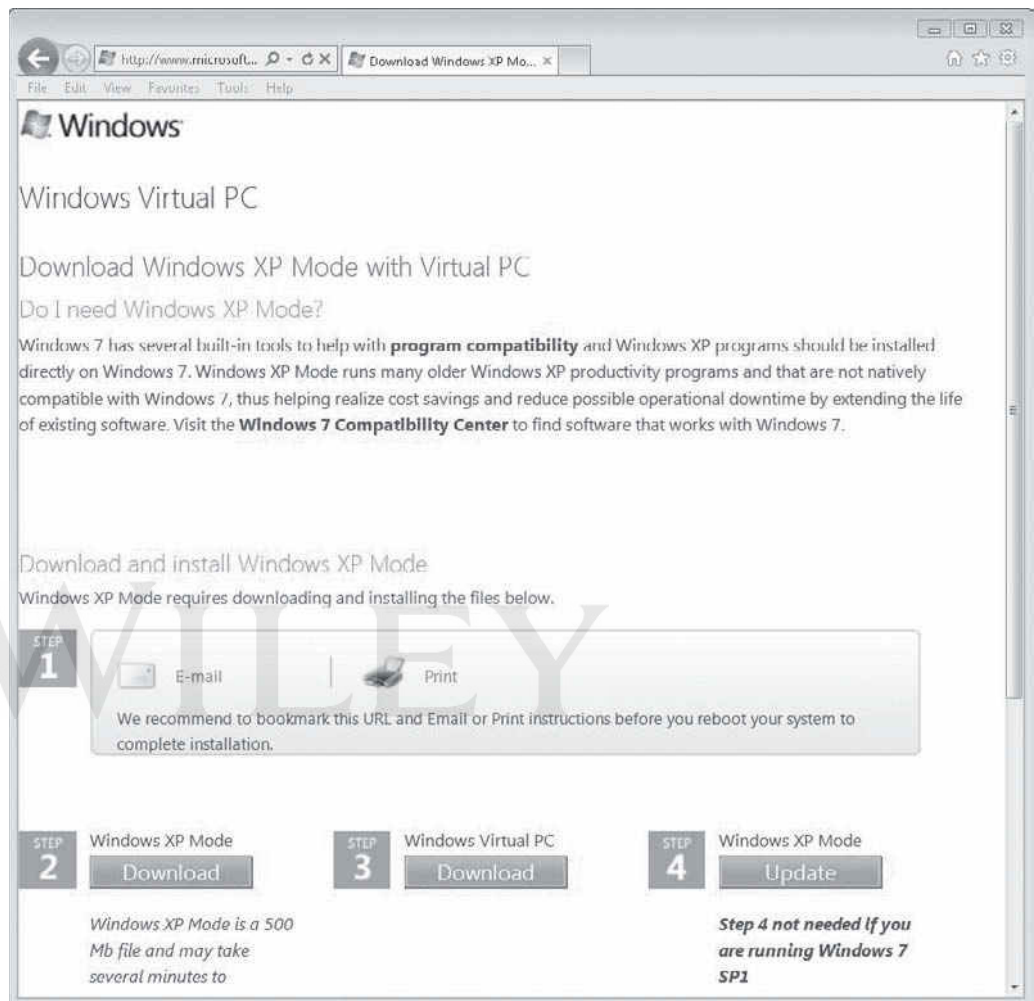 http://www.microsoft...
Download Windows XP Mo...
File Edit View Favorites Tools Help
Windows
Windows Virtual PC
Download Windows XP Mode with Virtual PC
Do I need Windows XP Mode?
Windows 7 has several built-in tools to help with program compatibility and Windows XP programs should be installed
directly on Windows 7. Windows XP Mode runs many older Windows XP productivity programs and that are not natively
compatible with Windows 7, thus helping realize cost savings and reduce possible operational downtime by extending the life
of existing software. Visit the Windows 7 Compatibility Center to find software that works with Windows 7.
Download and install Windows XP Mode
Windows XP Mode requires downloading and installing the files below.
WILEY
STEP
1
E-mail
Print
We recommend to bookmark this URL and Email or Print instructions before you reboot your system to
complete installation.
STEP
2
Windows XP Mode
Download
Windows XP Mode is a 500
Mb file and may take
several minutes to
STEP
3
Windows Virtual PC
Download
STEP
4
Windows XP Mode
Update
Step 4 not needed if you
are running Windows 7
SP1